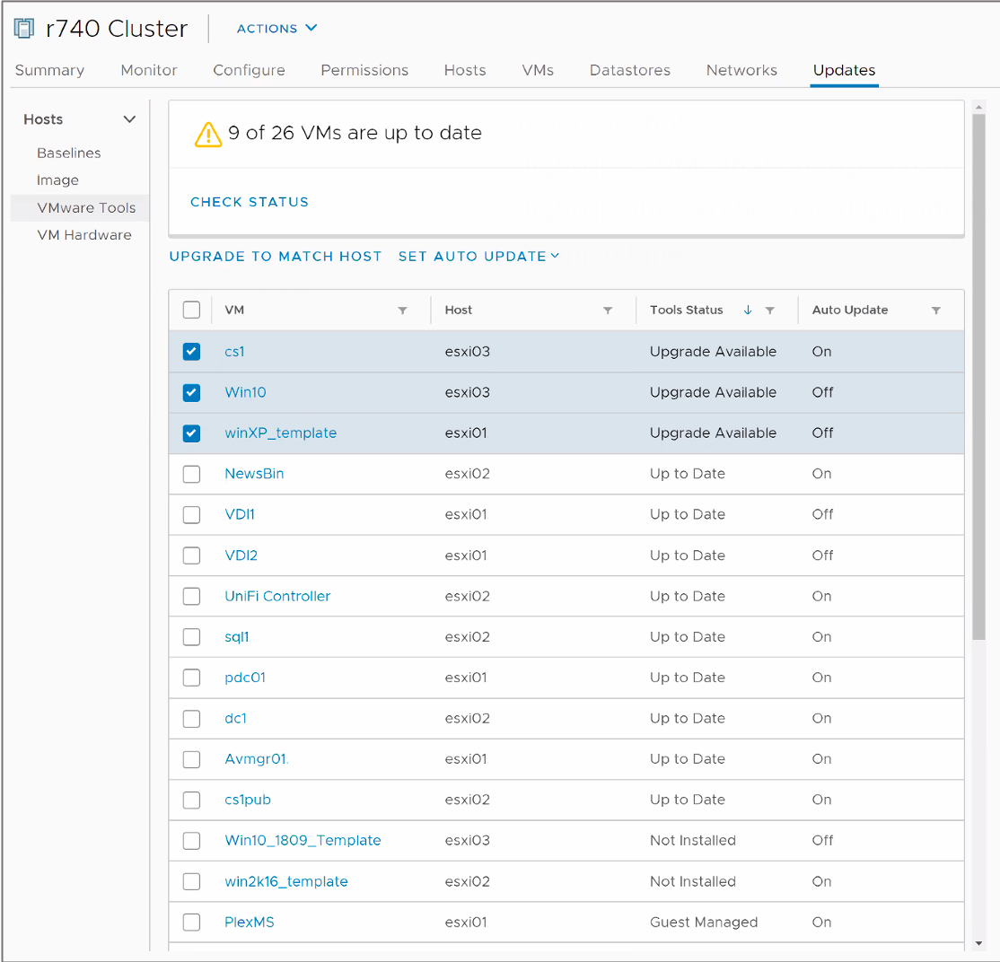 r740 Cluster ACTIONS
Summary Monitor Configure Permissions Hosts VMs Datastores Networks Updates
Hosts
Baselines
Image
VMware Tools
VM Hardware
9 of 26 VMs are up to date
CHECK STATUS
UPGRADE TO MATCH HOST SET AUTO UPDATE
VM Host Tools Status Auto Update
cs1 esxi03 Upgrade Available On
Win10 esxi03 Upgrade Available Off
winXP_template esxi01 Upgrade Available Off
NewsBin esxi02 Up to Date On
VDI1 esxi01 Up to Date Off
VDI2 esxi01 Up to Date Off
UniFi Controller esxi02 Up to Date On
sql1 esxi02 Up to Date On
pdc01 esxi01 Up to Date On
dc1 esxi02 Up to Date On
Avmgr01. esxi01 Up to Date On
cs1pub esxi02 Up to Date On
Win10_1809_Template esxi03 Not Installed Off
win2k16_template esxi02 Not Installed On
PlexMS esxi01 Guest Managed On